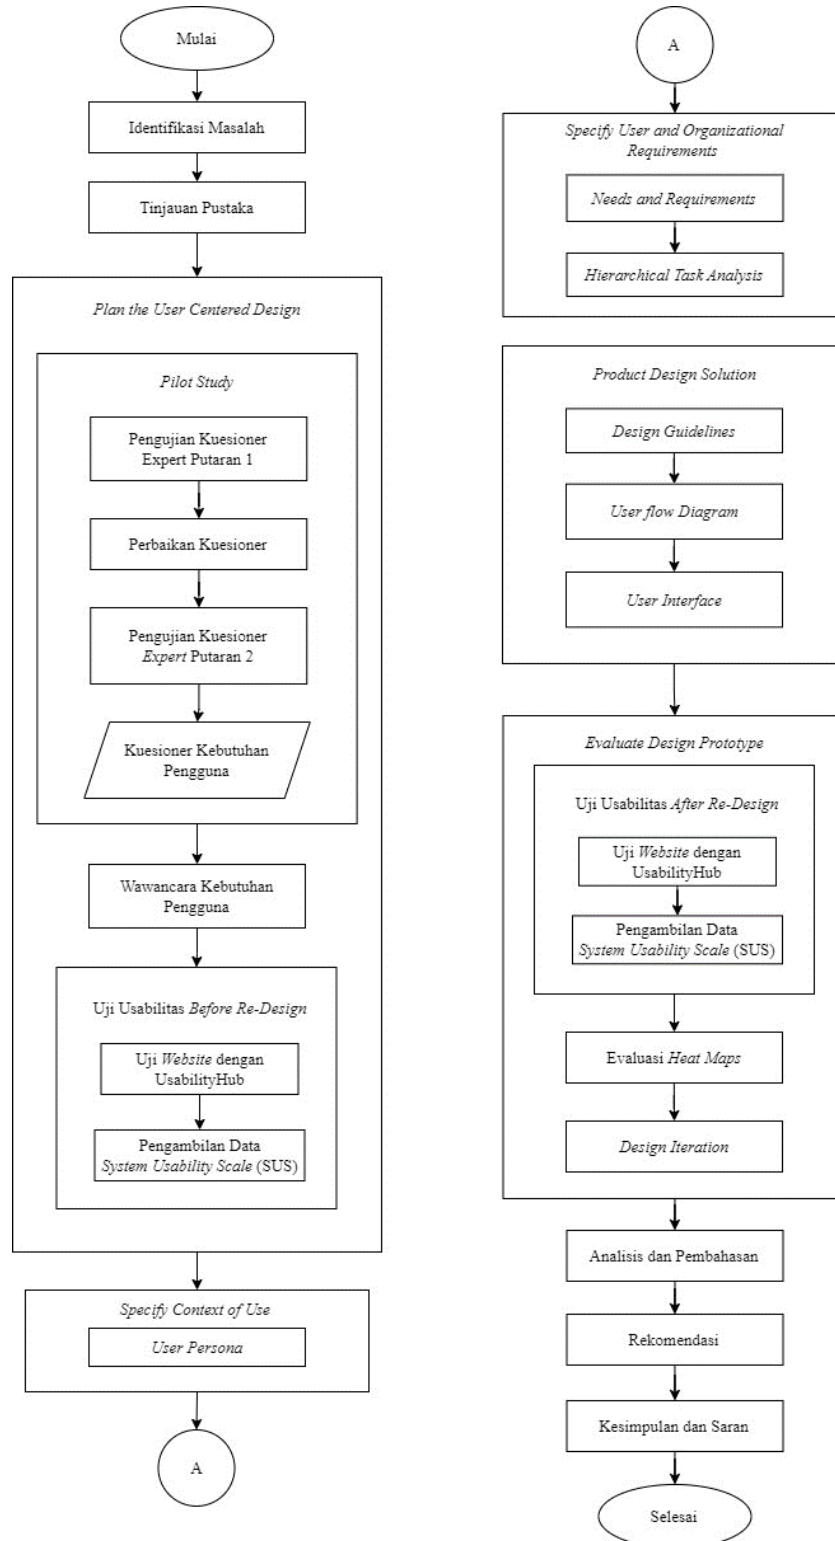 Mulai
Identifikasi Masalah
Tinjauan Pustaka
Plan the User Centered Design
Pilot Study
Pengujian Kuesioner
Expert Putaran 1
Perbaikan Kuesioner
Pengujian Kuesioner
Expert Putaran 2
Kuesioner Kebutuhan
Pengguna
Wawancara Kebutuhan
Pengguna
Uji Usabilitas Before Re-Design
Uji Website dengan
UsabilityHub
Pengambilan Data
System Usability Scale (SUS)
Specify Context of Use
User Persona
A
A
Specify User and Organizational
Requirements
Needs and Requirements
Hierarchical Task Analysis
Product Design Solution
Design Guidelines
User flow Diagram
User Interface
Evaluate Design Prototype
Uji Usabilitas After Re-Design
Uji Website dengan
UsabilityHub
Pengambilan Data
System Usability Scale (SUS)
Evaluasi Heat Maps
Design Iteration
Analisis dan Pembahasan
Rekomendasi
Kesimpulan dan Saran
Selesai